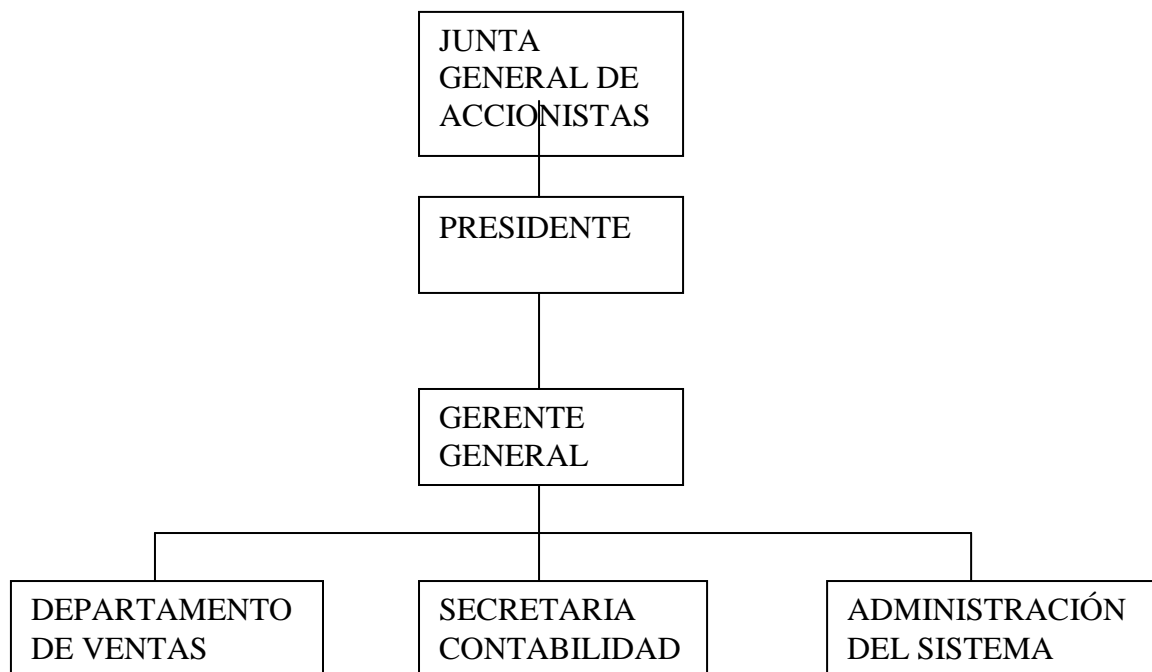 JUNTA
GENERAL DE
ACCIONISTAS
PRESIDENTE
GERENTE
GENERAL
DEPARTAMENTO
DE VENTAS
SECRETARIA
CONTABILIDAD
ADMINISTRACIÓN
DEL SISTEMA